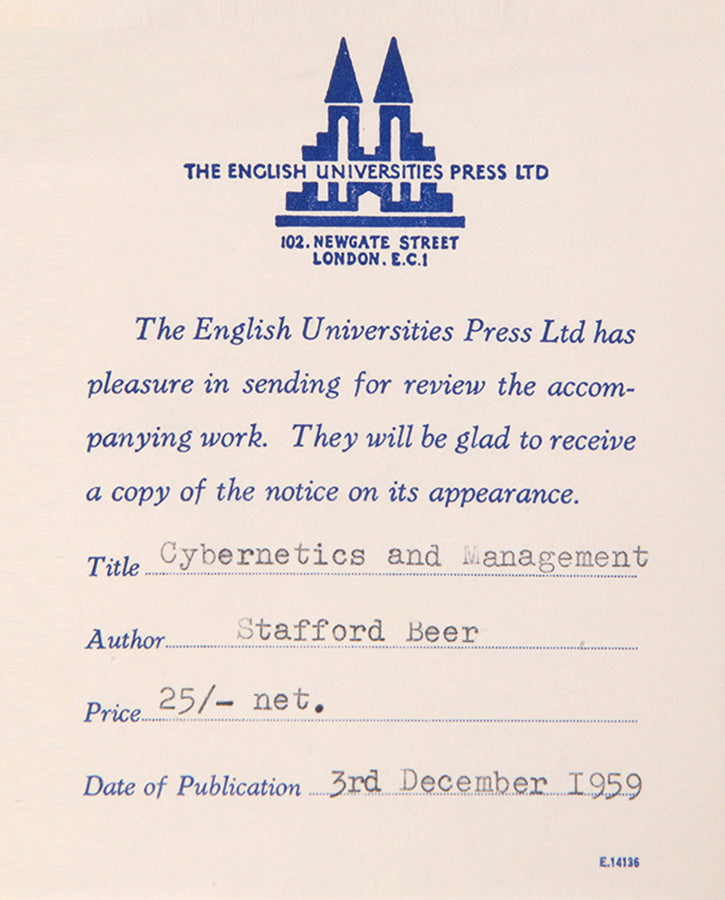 THE ENGLISH UNIVERSITIES PRESS LTD
102. NEWGATE STREET
LONDON. E.C.1
The English Universities Press Ltd has
pleasure in sending for review the accom-
panying work. They will be glad to receive
a copy of the notice on its appearance.
Title Cybernetics and Management
Author Stafford Beer
Price 25/- net.
Date of Publication 3rd December 1959
E.14136